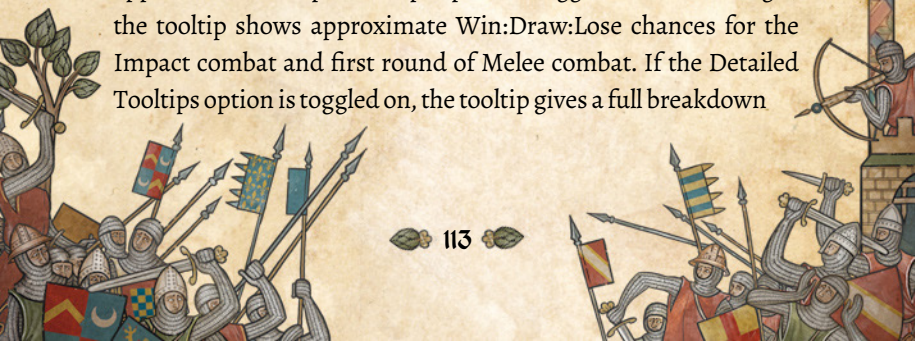 the tooltip shows approximate Win:Draw:Lose chances for the
Impact combat and first round of Melee combat. If the Detailed
Tooltips option is toggled on, the tooltip gives a full breakdown
113